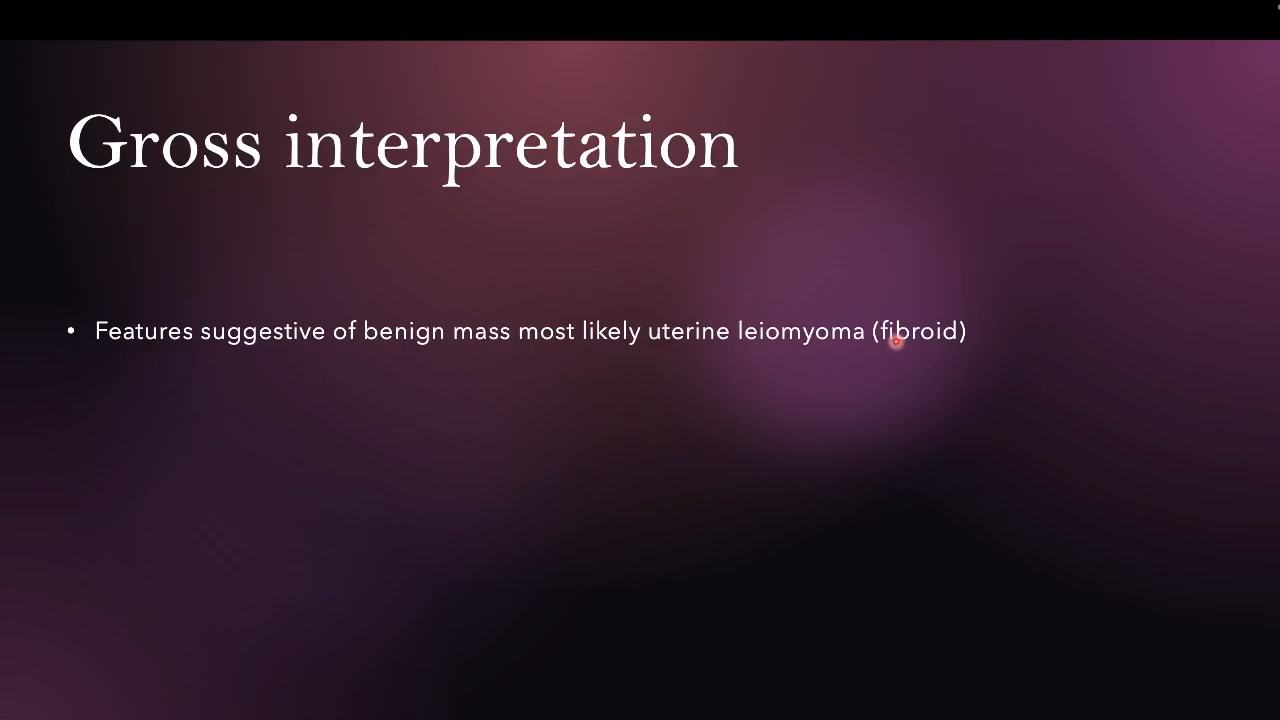 Gross interpretation
• Features suggestive of benign mass most likely uterine leiomyoma (fibroid)